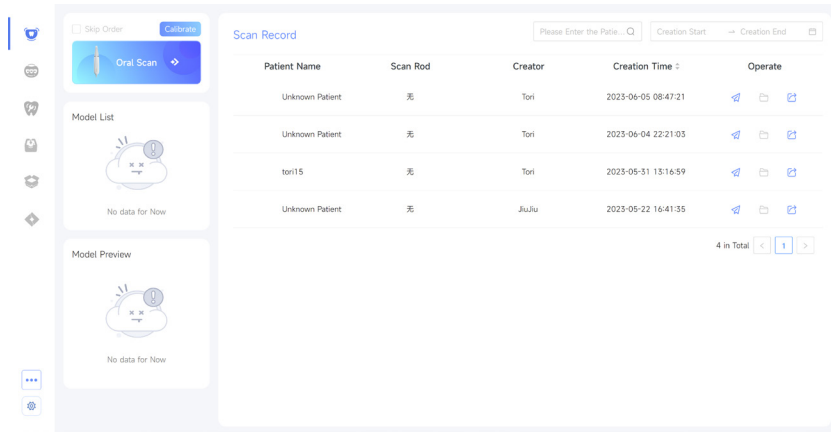 Skip Order
Calibrate
Oral Scan
Model List
No data for Now
Model Preview
No data for Now
Scan Record
Please Enter the Patie...
Creation Start → Creation End
Patient Name Scan Rod Creator Creation Time Operate
Unknown Patient 无 Tori 2023-06-05 08:47:21
Unknown Patient 无 Tori 2023-06-04 22:21:03
tori15 无 Tori 2023-05-31 13:16:59
Unknown Patient 无 JiuJiu 2023-05-22 16:41:35
4 in Total < 1 >